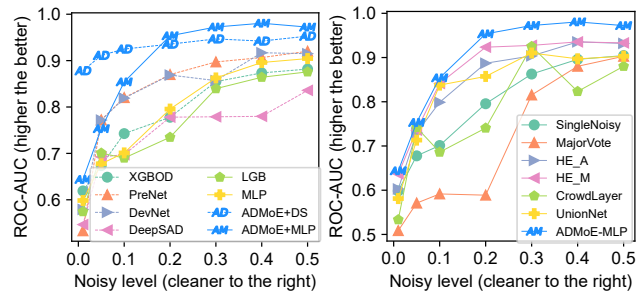 ROC-AUC (higher the better)
1.0
0.9
0.8
0.7
0.6
0.0 0.1 0.2 0.3 0.4 0.5
Noisy level (cleaner to the right)
XGBOD
PreNet
DevNet
DeepSAD
LGB
MLP
ADMoE+DS
ADMoE+MLP
ROC-AUC (higher the better)
1.0
0.9
0.8
0.7
0.6
0.5
0.0 0.1 0.2 0.3 0.4 0.5
Noisy level (cleaner to the right)
SingleNoisy
MajorVote
HE_A
HE_M
CrowdLayer
UnionNet
ADMoE-MLP